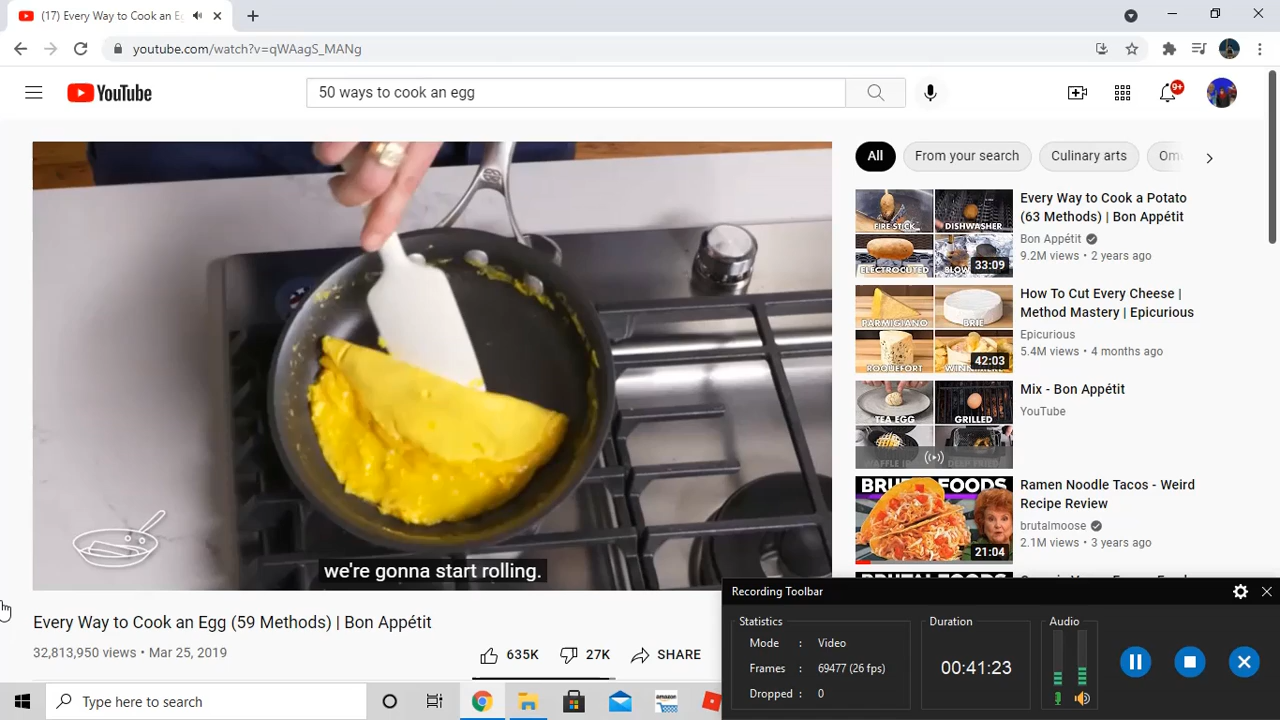 (17) Every Way to Cook an Eg
youtube.com/watch?v=qWAagS_MANg
YouTube
50 ways to cook an egg
9+
All
From your search
Culinary arts
Om
we're gonna start rolling.
Every Way to Cook an Egg (59 Methods) | Bon Appétit
32,813,950 views • Mar 25, 2019
635K
27K
SHARE
FIRE STICK
DISHWASHER
ELECTROCUTED
BLOW
33:09
Every Way to Cook a Potato
(63 Methods) | Bon Appétit
Bon Appétit
9.2M views • 2 years ago
PARMIGIANO
BRIE
ROQUEFORT
42:03
How To Cut Every Cheese |
Method Mastery | Epicurious
Epicurious
5.4M views • 4 months ago
TEA EGG
GRILLED
WAFFLE
DEEP FRIED
Mix - Bon Appétit
YouTube
BRUTAL FOODS
21:04
Ramen Noodle Tacos - Weird
Recipe Review
brutalmoose
2.1M views • 3 years ago
Recording Toolbar
Statistics
Mode : Video
Frames : 69477 (26 fps)
Dropped : 0
Duration
00:41:23
Audio
Type here to search
amazon